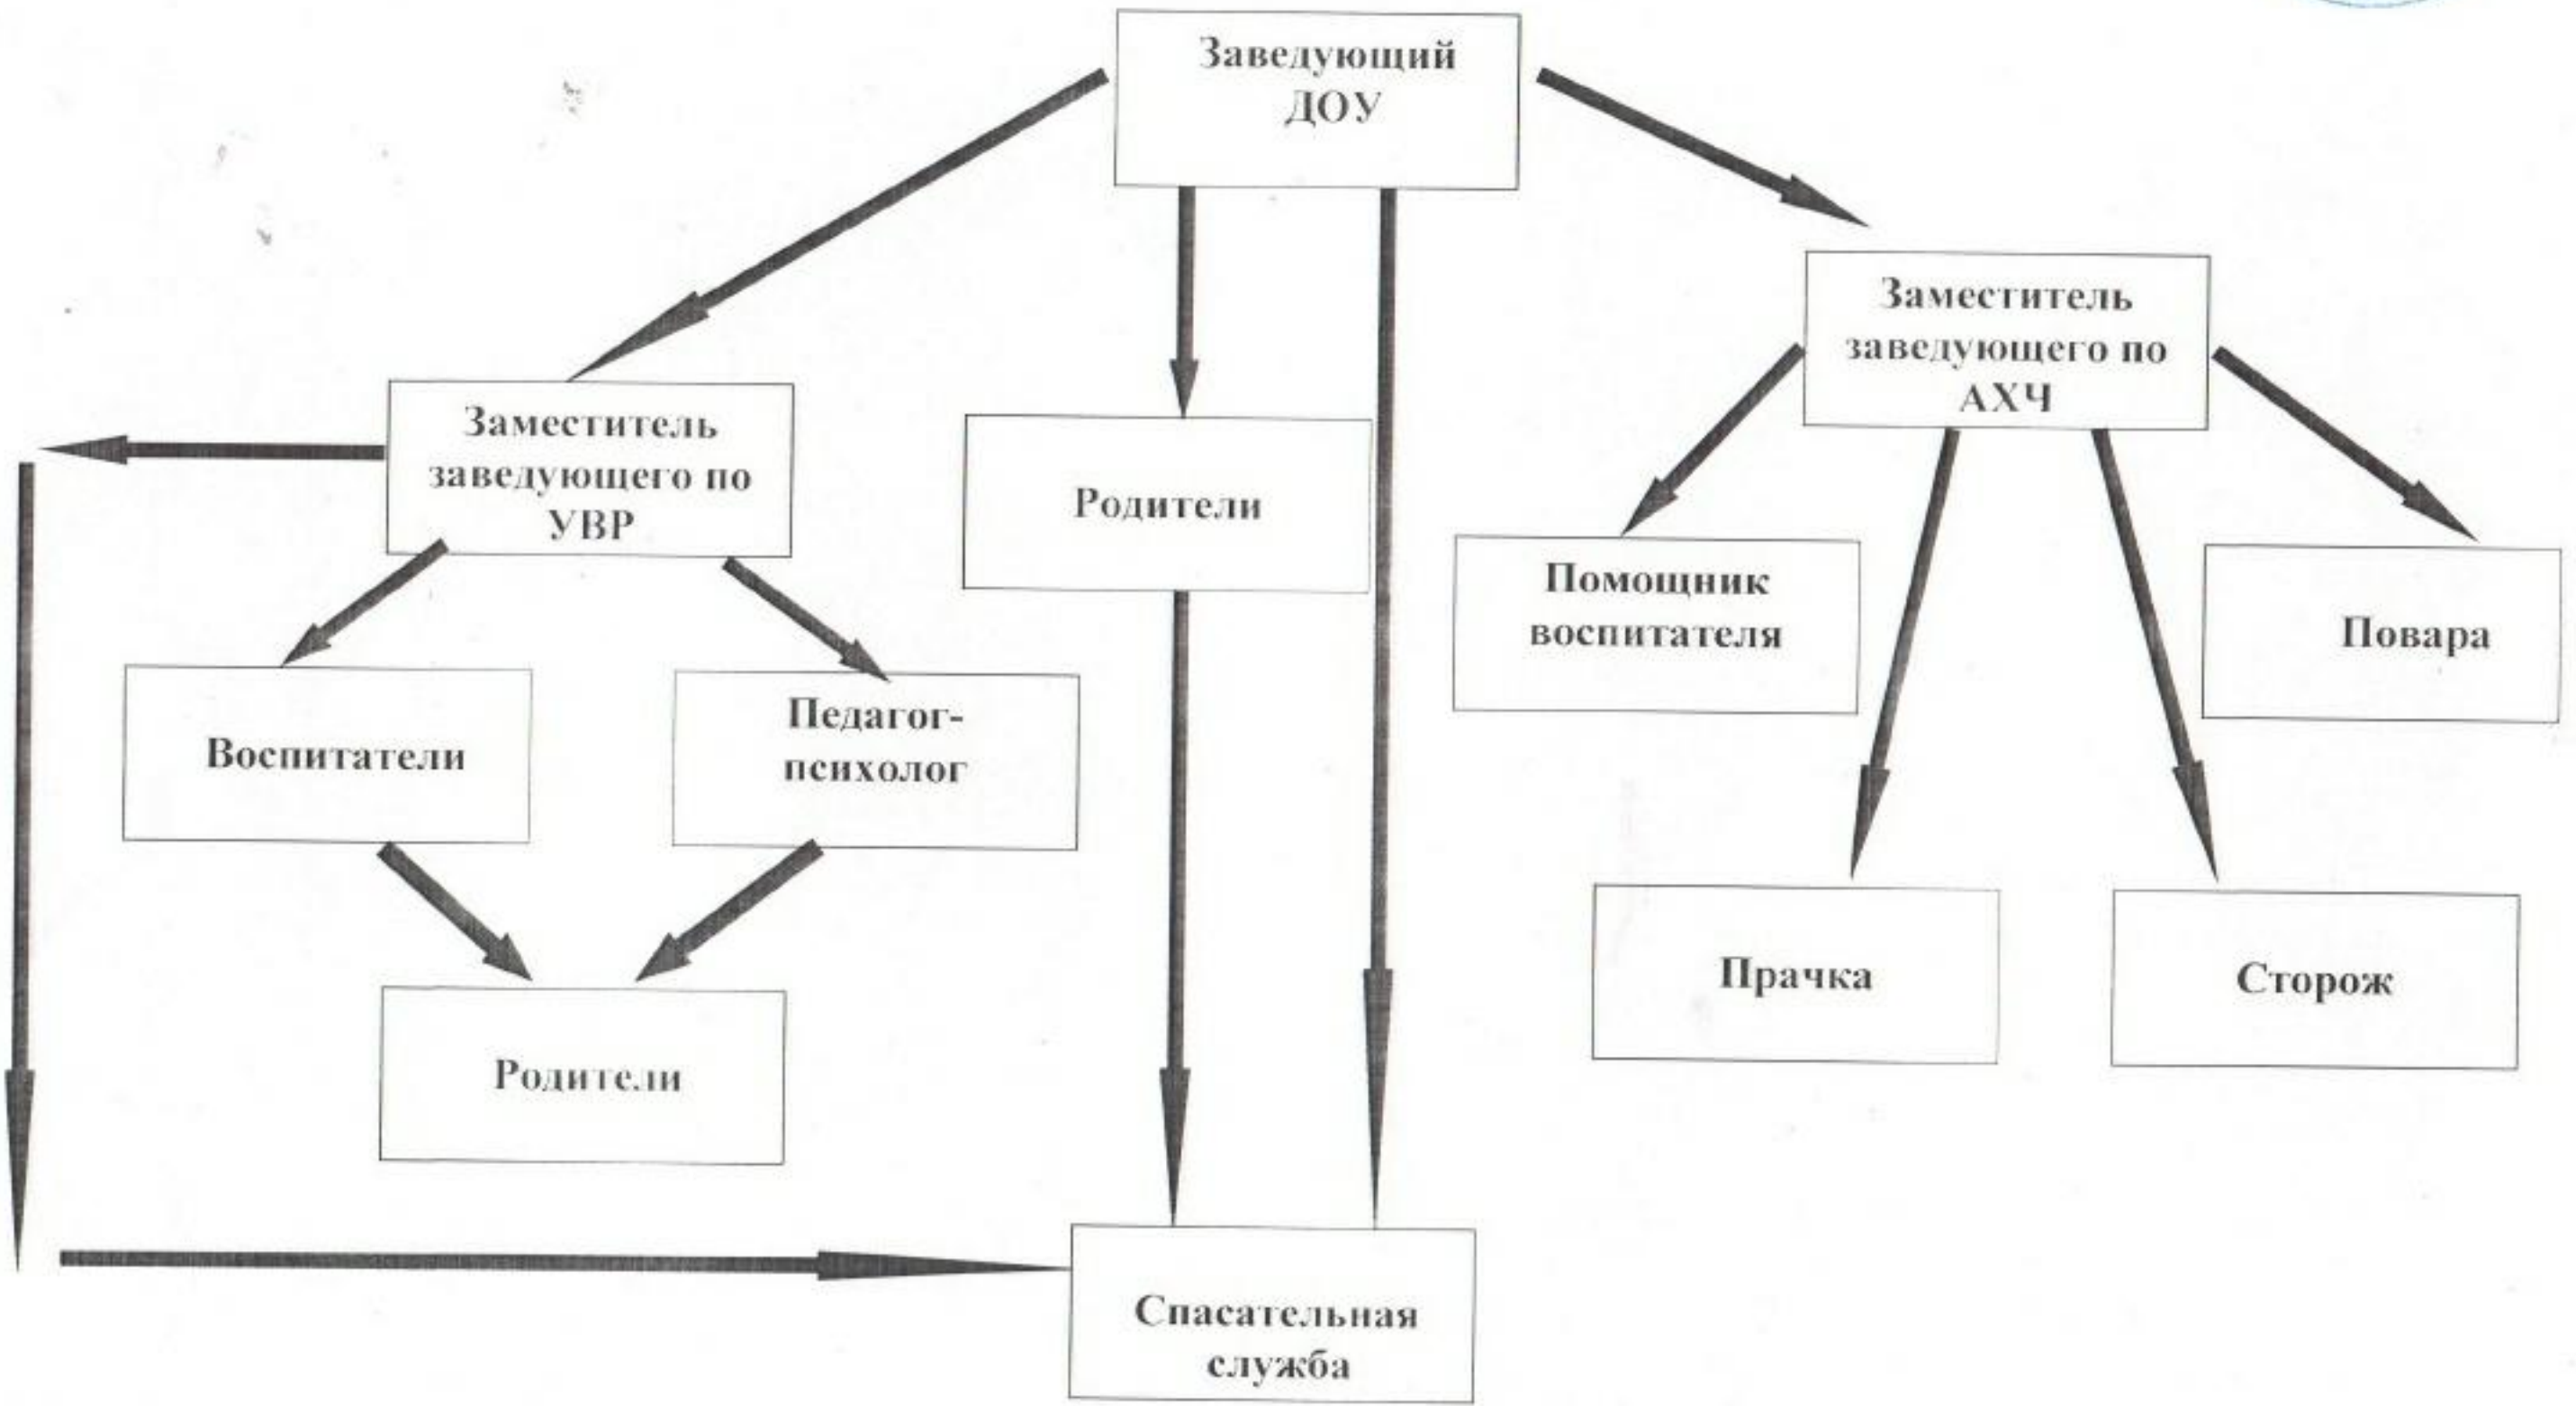 Заведующий
ДОУ
Заместитель
заведующего по
АХЧ
Заместитель
заведующего по
УВР
Родители
Помощник
воспитателя
Повара
Воспитатели
Педагог-
психолог
Прачка
Сторож
Родители
Спасательная
служба